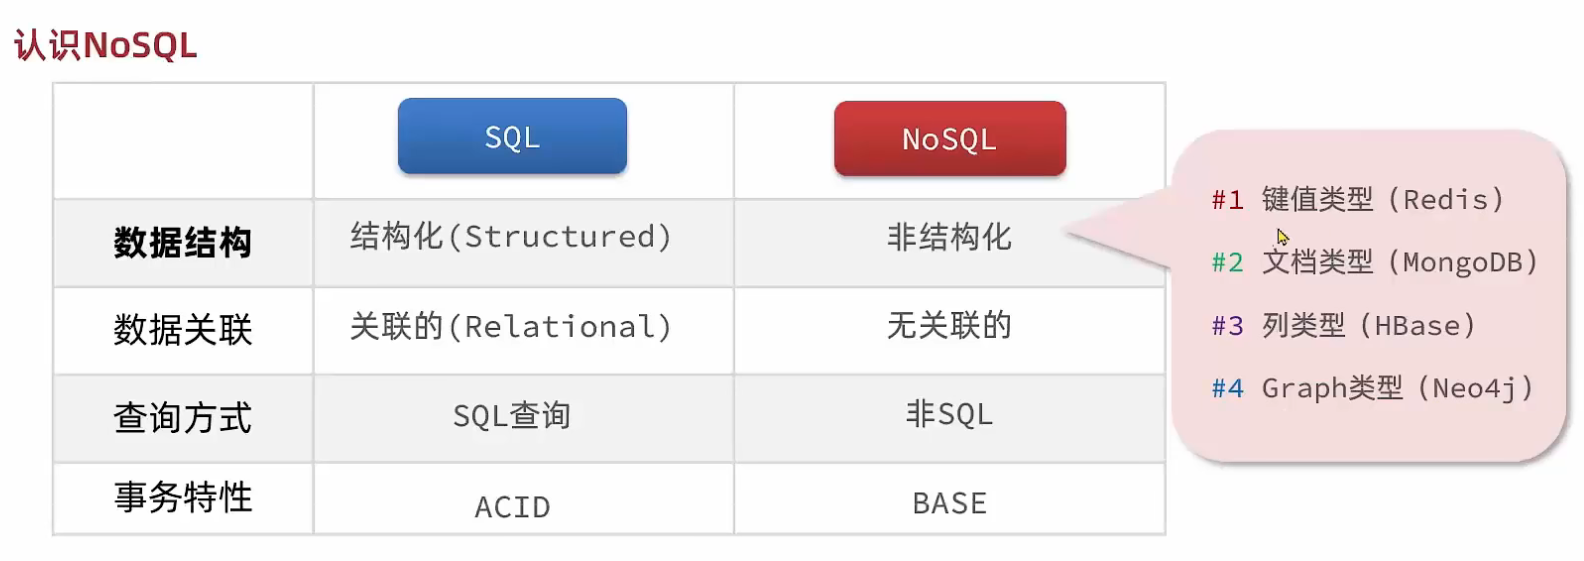 认识NoSQL
SQL
NoSQL
数据结构
结构化(Structured)
非结构化
数据关联
关联的(Relational)
无关联的
查询方式
SQL查询
非SQL
事务特性
ACID
BASE
#1 键值类型（Redis）
#2 文档类型（MongoDB）
#3 列类型（HBase）
#4 Graph类型（Neo4j）